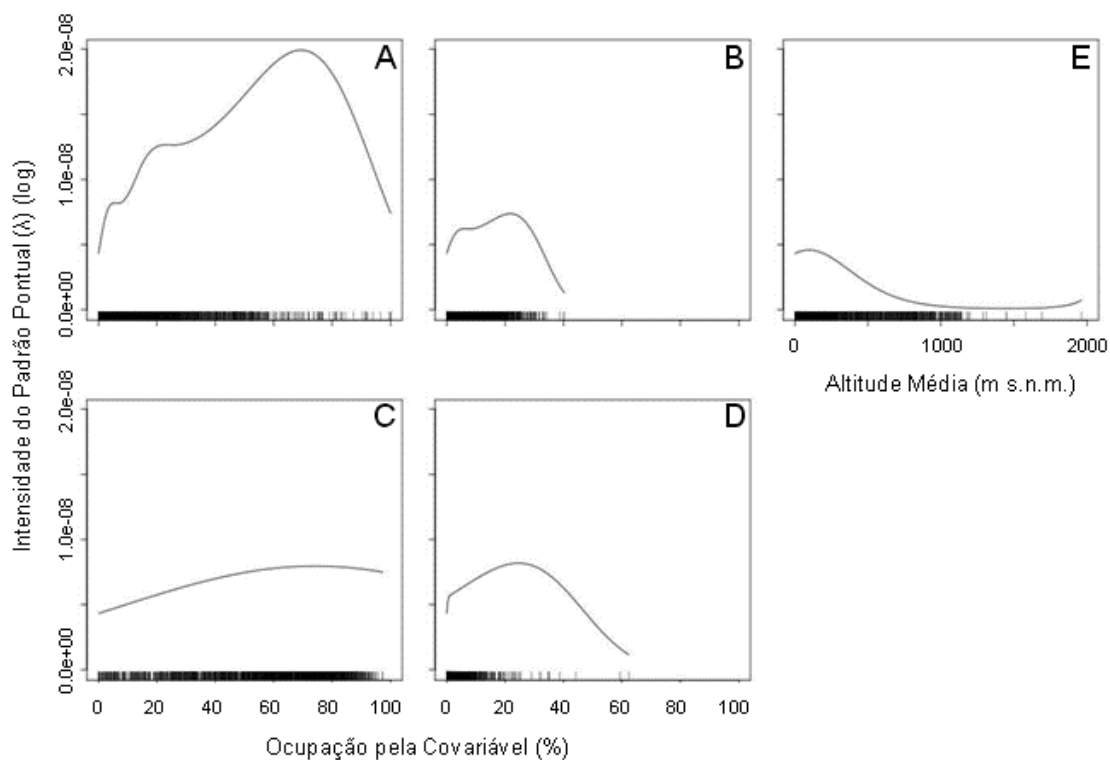 Intensidade do Padrão Pontual (λ) (log)
2.0e-08
1.0e-08
0.0e+00
A
B
E
0
1000
2000
Altitude Média (m s.n.m.)
2.0e-08
1.0e-08
0.0e+00
C
D
0 20 40 60 80 100
0 20 40 60 80 100
Ocupação pela Covariável (%)